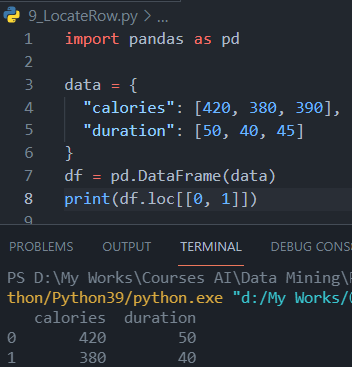 9_LocateRow.py > ...
1 import pandas as pd
2
3 data = {
4 "calories": [420, 380, 390],
5 "duration": [50, 40, 45]
6 }
7 df = pd.DataFrame(data)
8 print(df.loc[[0, 1]])
9
PROBLEMS OUTPUT TERMINAL DEBUG CONS
PS D:\My Works\Courses AI\Data Mining\
thon/Python39/python.exe "d:/My Works/
calories duration
0 420 50
1 380 40